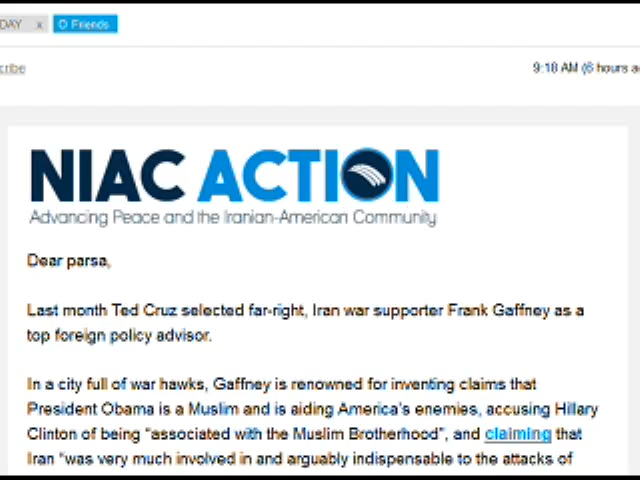 DAY x O Friends
cribe 9:18 AM (6 hours a
NIAC ACTION
Advancing Peace and the Iranian-American Community
Dear parsa,
Last month Ted Cruz selected far-right, Iran war supporter Frank Gaffney as a
top foreign policy advisor.
In a city full of war hawks, Gaffney is renowned for inventing claims that
President Obama is a Muslim and is aiding America's enemies, accusing Hillary
Clinton of being “associated with the Muslim Brotherhood”, and claiming that
Iran “was very much involved in and arguably indispensable to the attacks of